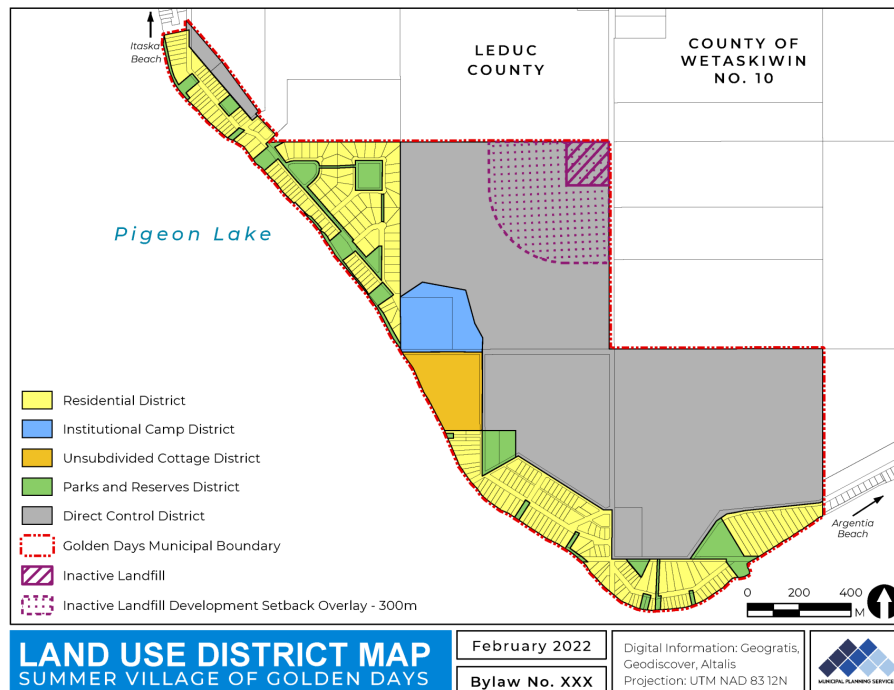 Itaska
Beach
LEDUC
COUNTY
COUNTY OF
WETASKIWIN
NO. 10
Pigeon Lake
Residential District
Institutional Camp District
Unsubdivided Cottage District
Parks and Reserves District
Direct Control District
Golden Days Municipal Boundary
Inactive Landfill
Inactive Landfill Development Setback Overlay - 300m
Argentia
Beach
0 200 400
M
LAND USE DISTRICT MAP
SUMMER VILLAGE OF GOLDEN DAYS
February 2022
Bylaw No. XXX
Digital Information: Geogratis,
Geodiscover, Altalis
Projection: UTM NAD 83 12N
MUNICIPAL PLANNING SERVICES